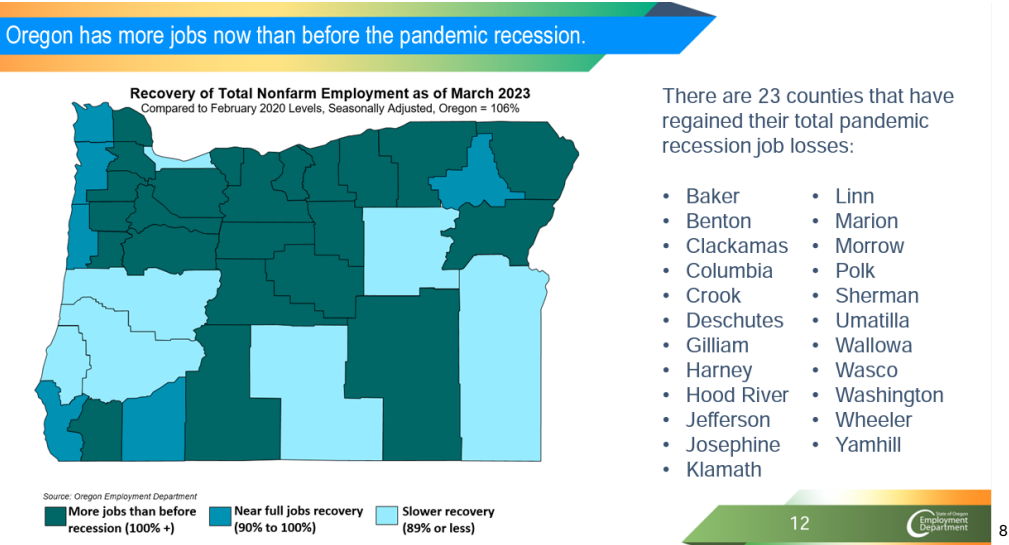 Oregon has more jobs now than before the pandemic recession.
Recovery of Total Nonfarm Employment as of March 2023
Compared to February 2020 Levels, Seasonally Adjusted, Oregon = 106%
There are 23 counties that have
regained their total pandemic
recession job losses:
• Baker
• Benton
• Clackamas
• Columbia
• Crook
• Deschutes
• Gilliam
• Harney
• Hood River
• Jefferson
• Josephine
• Klamath
• Linn
• Marion
• Morrow
• Polk
• Sherman
• Umatilla
• Wallowa
• Wasco
• Washington
• Wheeler
• Yamhill
Source: Oregon Employment Department
More jobs than before
recession (100% +)
Near full jobs recovery
(90% to 100%)
Slower recovery
(89% or less)
12
State of Oregon
Employment
Department
8